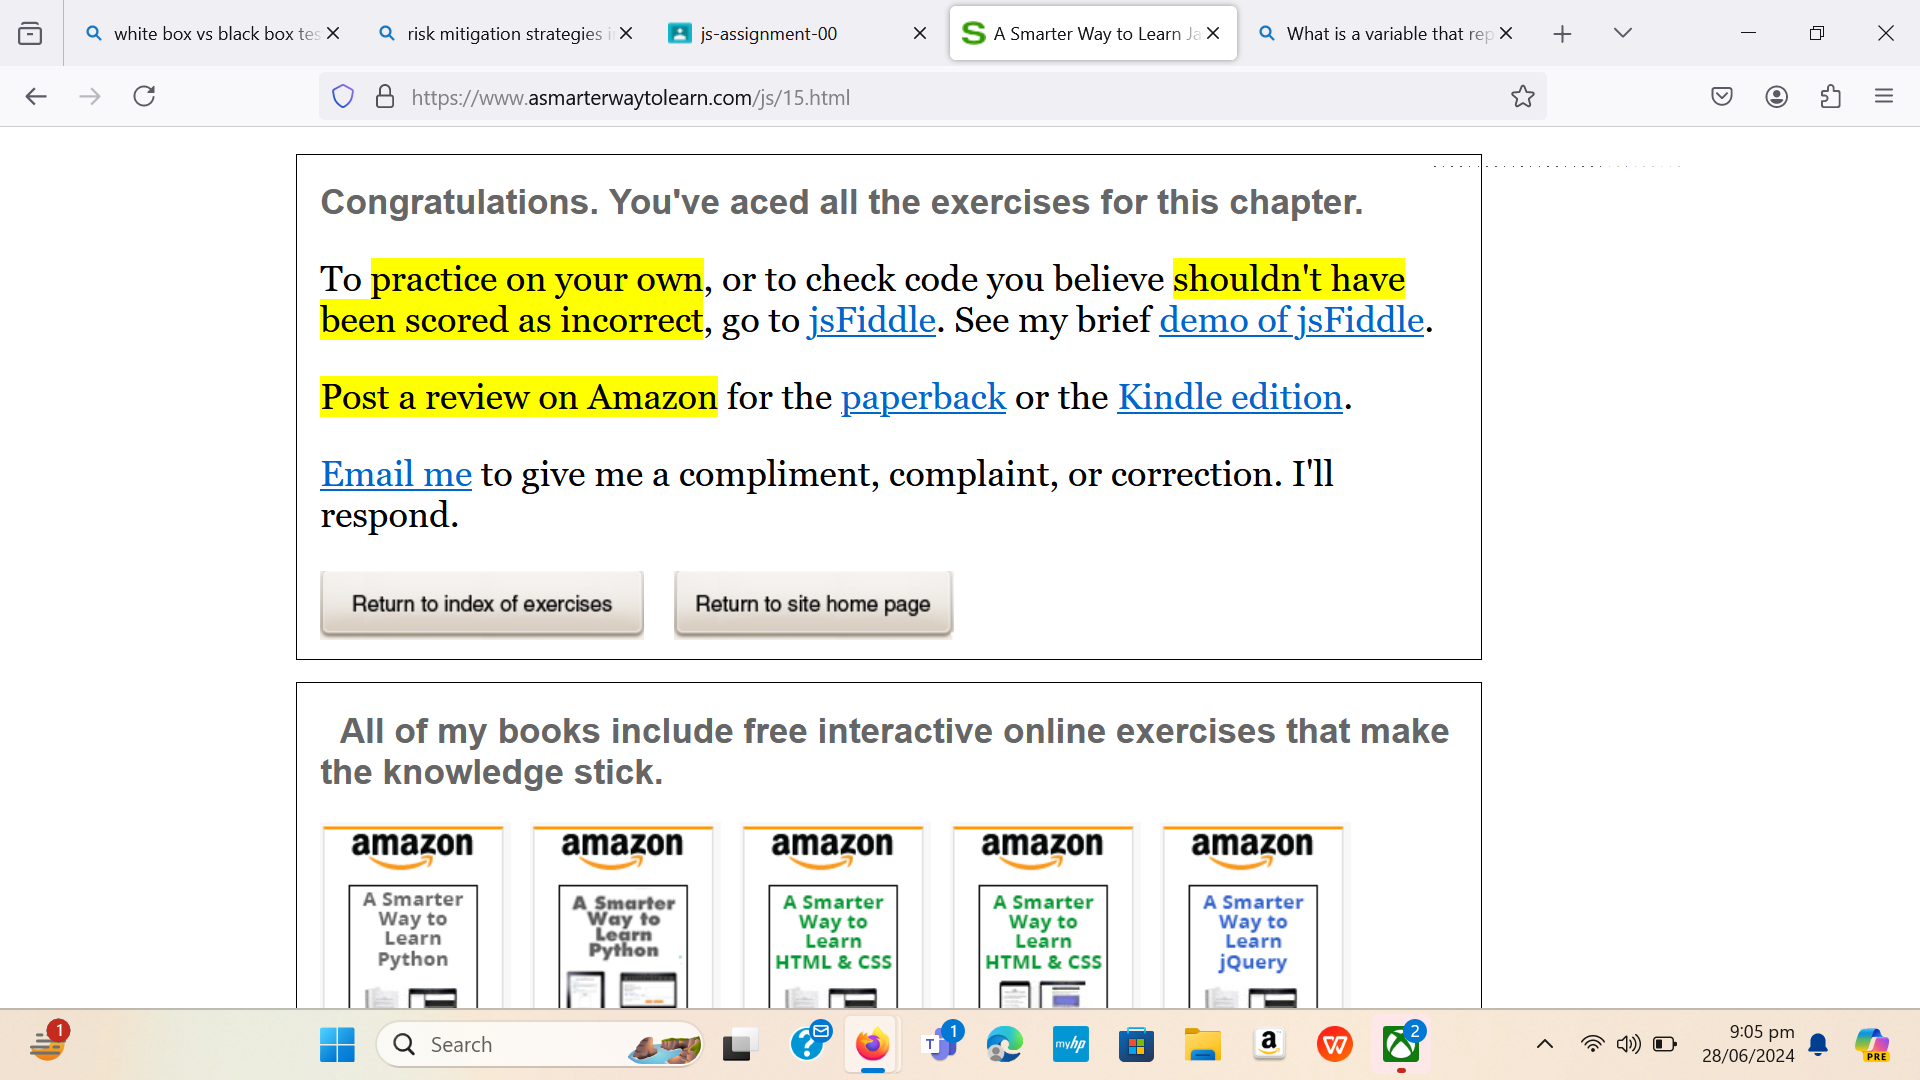 white box vs black box tes
risk mitigation strategies i
js-assignment-00
A Smarter Way to Learn Ja
What is a variable that rep
https://www.asmarterwaytolearn.com/js/15.html
Congratulations. You've aced all the exercises for this chapter.
To practice on your own, or to check code you believe shouldn't have
been scored as incorrect, go to jsFiddle. See my brief demo of jsFiddle.
Post a review on Amazon for the paperback or the Kindle edition.
Email me to give me a compliment, complaint, or correction. I'll
respond.
Return to index of exercises
Return to site home page
All of my books include free interactive online exercises that make
the knowledge stick.
amazon
A Smarter
Way to
Learn
Python
amazon
A Smarter
Way to
Learn
Python
amazon
A Smarter
Way to
Learn
HTML & CSS
amazon
A Smarter
Way to
Learn
HTML & CSS
amazon
A Smarter
Way to
Learn
jQuery
1
Search
T
1
myhp
a
W
2
9:05 pm
28/06/2024
PRE